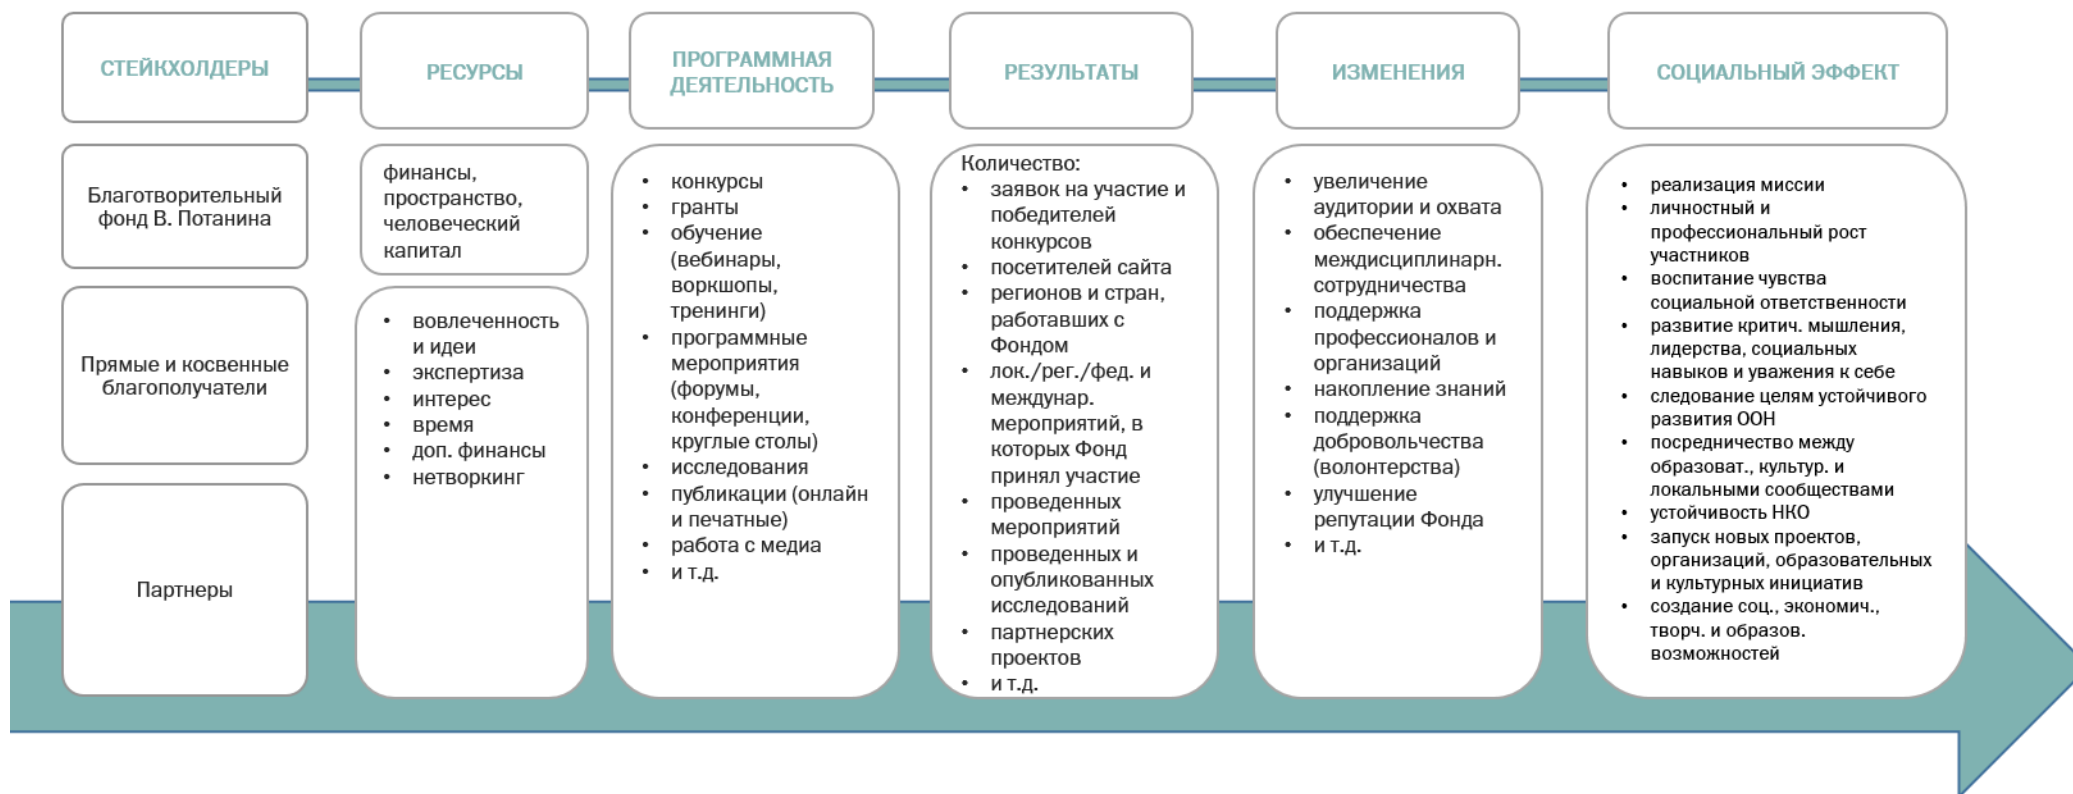 СТЕЙКХОЛДЕРЫ
РЕСУРСЫ
ПРОГРАММНАЯ
ДЕЯТЕЛЬНОСТЬ
РЕЗУЛЬТАТЫ
ИЗМЕНЕНИЯ
СОЦИАЛЬНЫЙ ЭФФЕКТ
Благотворительный
фонд В. Потанина
Прямые и косвенные
благополучатели
Партнеры
финансы,
пространство,
человеческий
капитал
• вовлеченность
и идеи
• экспертиза
• интерес
• время
• доп. финансы
• нетворкинг
• конкурсы
• гранты
• обучение
(вебинары,
воркшопы,
тренинги)
• программные
мероприятия
(форумы,
конференции,
круглые столы)
• исследования
• публикации (онлайн
и печатные)
• работа с медиа
• и т.д.
Количество:
• заявок на участие и
победителей
конкурсов
• посетителей сайта
• регионов и стран,
работавших с
Фондом
• лок./рег./фед. и
междунар.
мероприятий, в
которых Фонд
принял участие
• проведенных
мероприятий
• проведенных и
опубликованных
исследований
• партнерских
проектов
• и т.д.
• увеличение
аудитории и охвата
• обеспечение
междисциплинарн.
сотрудничества
• поддержка
профессионалов и
организаций
• накопление знаний
• поддержка
добровольчества
(волонтерства)
• улучшение
репутации Фонда
• и т.д.
• реализация миссии
• личностный и
профессиональный рост
участников
• воспитание чувства
социальной ответственности
• развитие критич. мышления,
лидерства, социальных
навыков и уважения к себе
• следование целям устойчивого
развития ООН
• посредничество между
образоват., культур. и
локальными сообществами
• устойчивость НКО
• запуск новых проектов,
организаций, образовательных
и культурных инициатив
• создание соц., экономич.,
творч. и образов.
возможностей